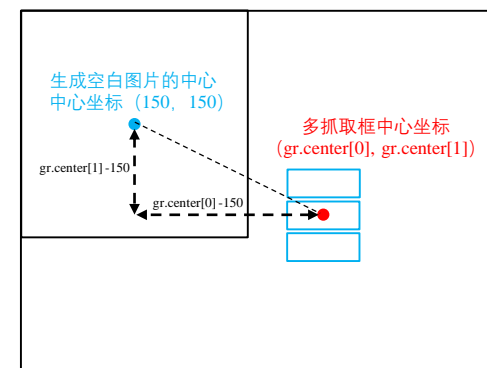 生成空白图片的中心
中心坐标（150，150）
多抓取框中心坐标
（gr.center[0], gr.center[1]）
gr.center[1]-150
gr.center[0]-150